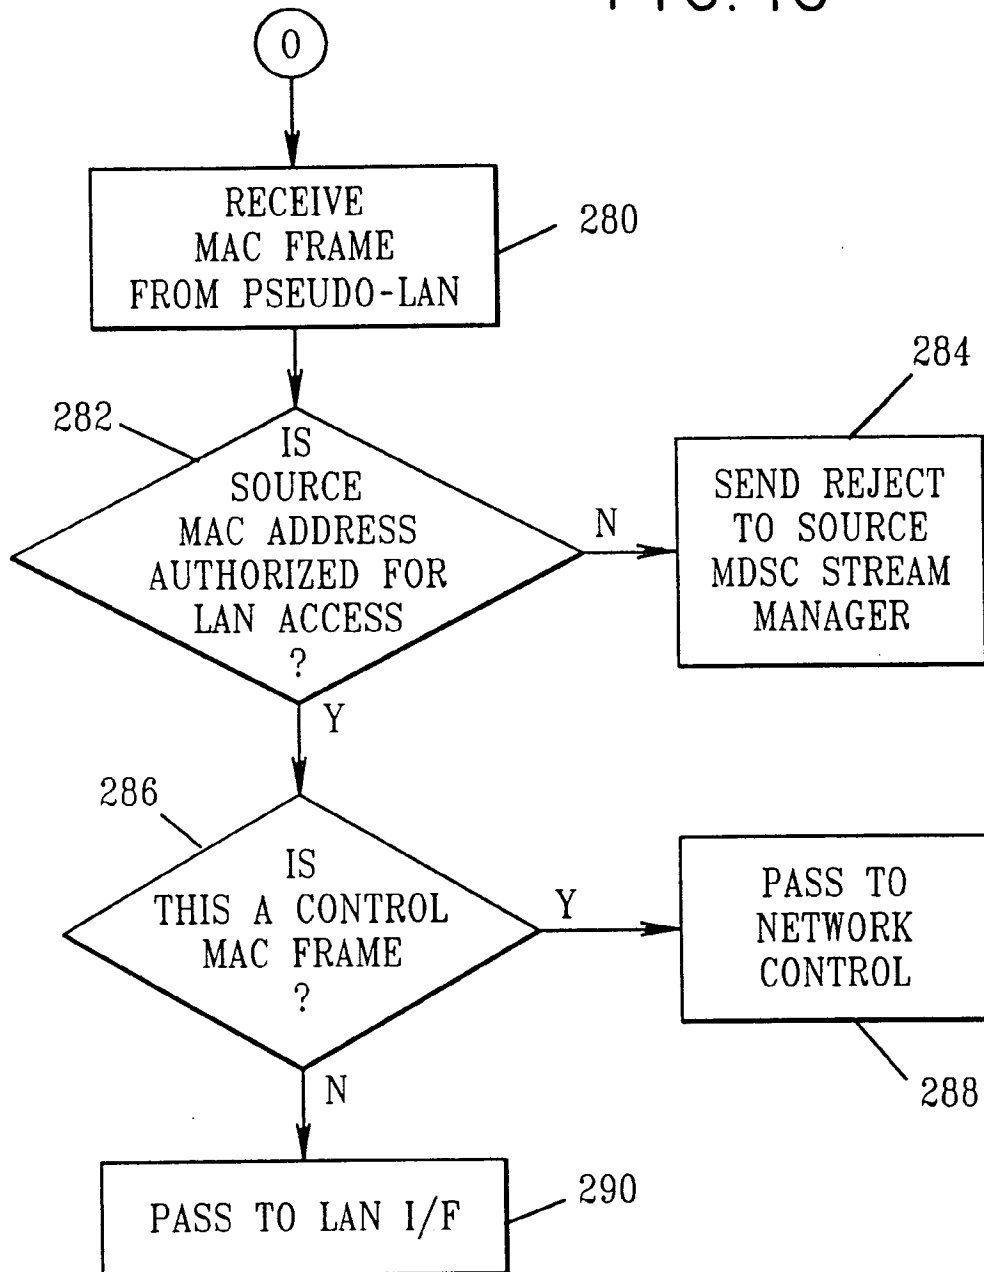 O
RECEIVE
MAC FRAME
FROM PSEUDO-LAN
280
282
IS
SOURCE
MAC ADDRESS
AUTHORIZED FOR
LAN ACCESS
?
N
284
SEND REJECT
TO SOURCE
MDSC STREAM
MANAGER
Y
286
IS
THIS A CONTROL
MAC FRAME
?
Y
PASS TO
NETWORK
CONTROL
288
N
PASS TO LAN I/F
290